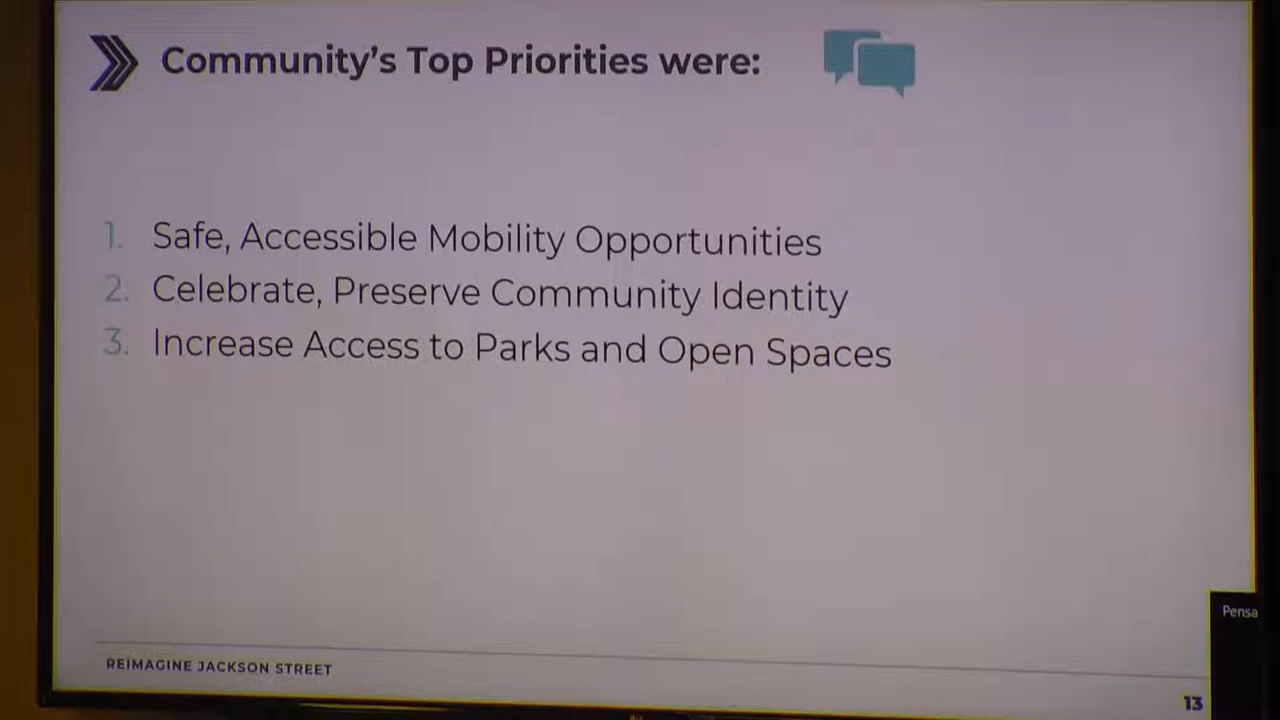 Community's Top Priorities were:
1. Safe, Accessible Mobility Opportunities
2. Celebrate, Preserve Community Identity
3. Increase Access to Parks and Open Spaces
REIMAGINE JACKSON STREET
13
Pensa